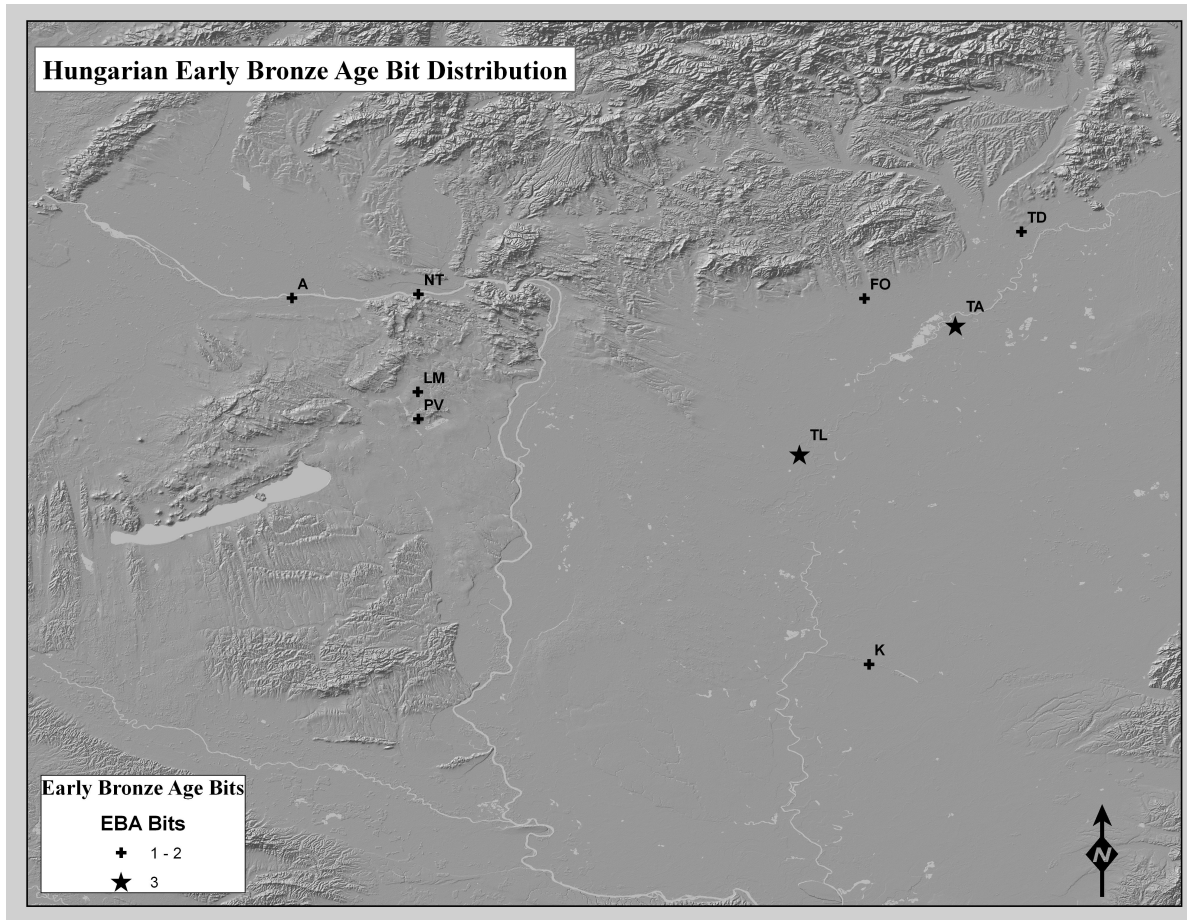 Hungarian Early Bronze Age Bit Distribution
TD
A
NT
FO
TA
LM
PV
TL
K
Early Bronze Age Bits
EBA Bits
1 - 2
3
N